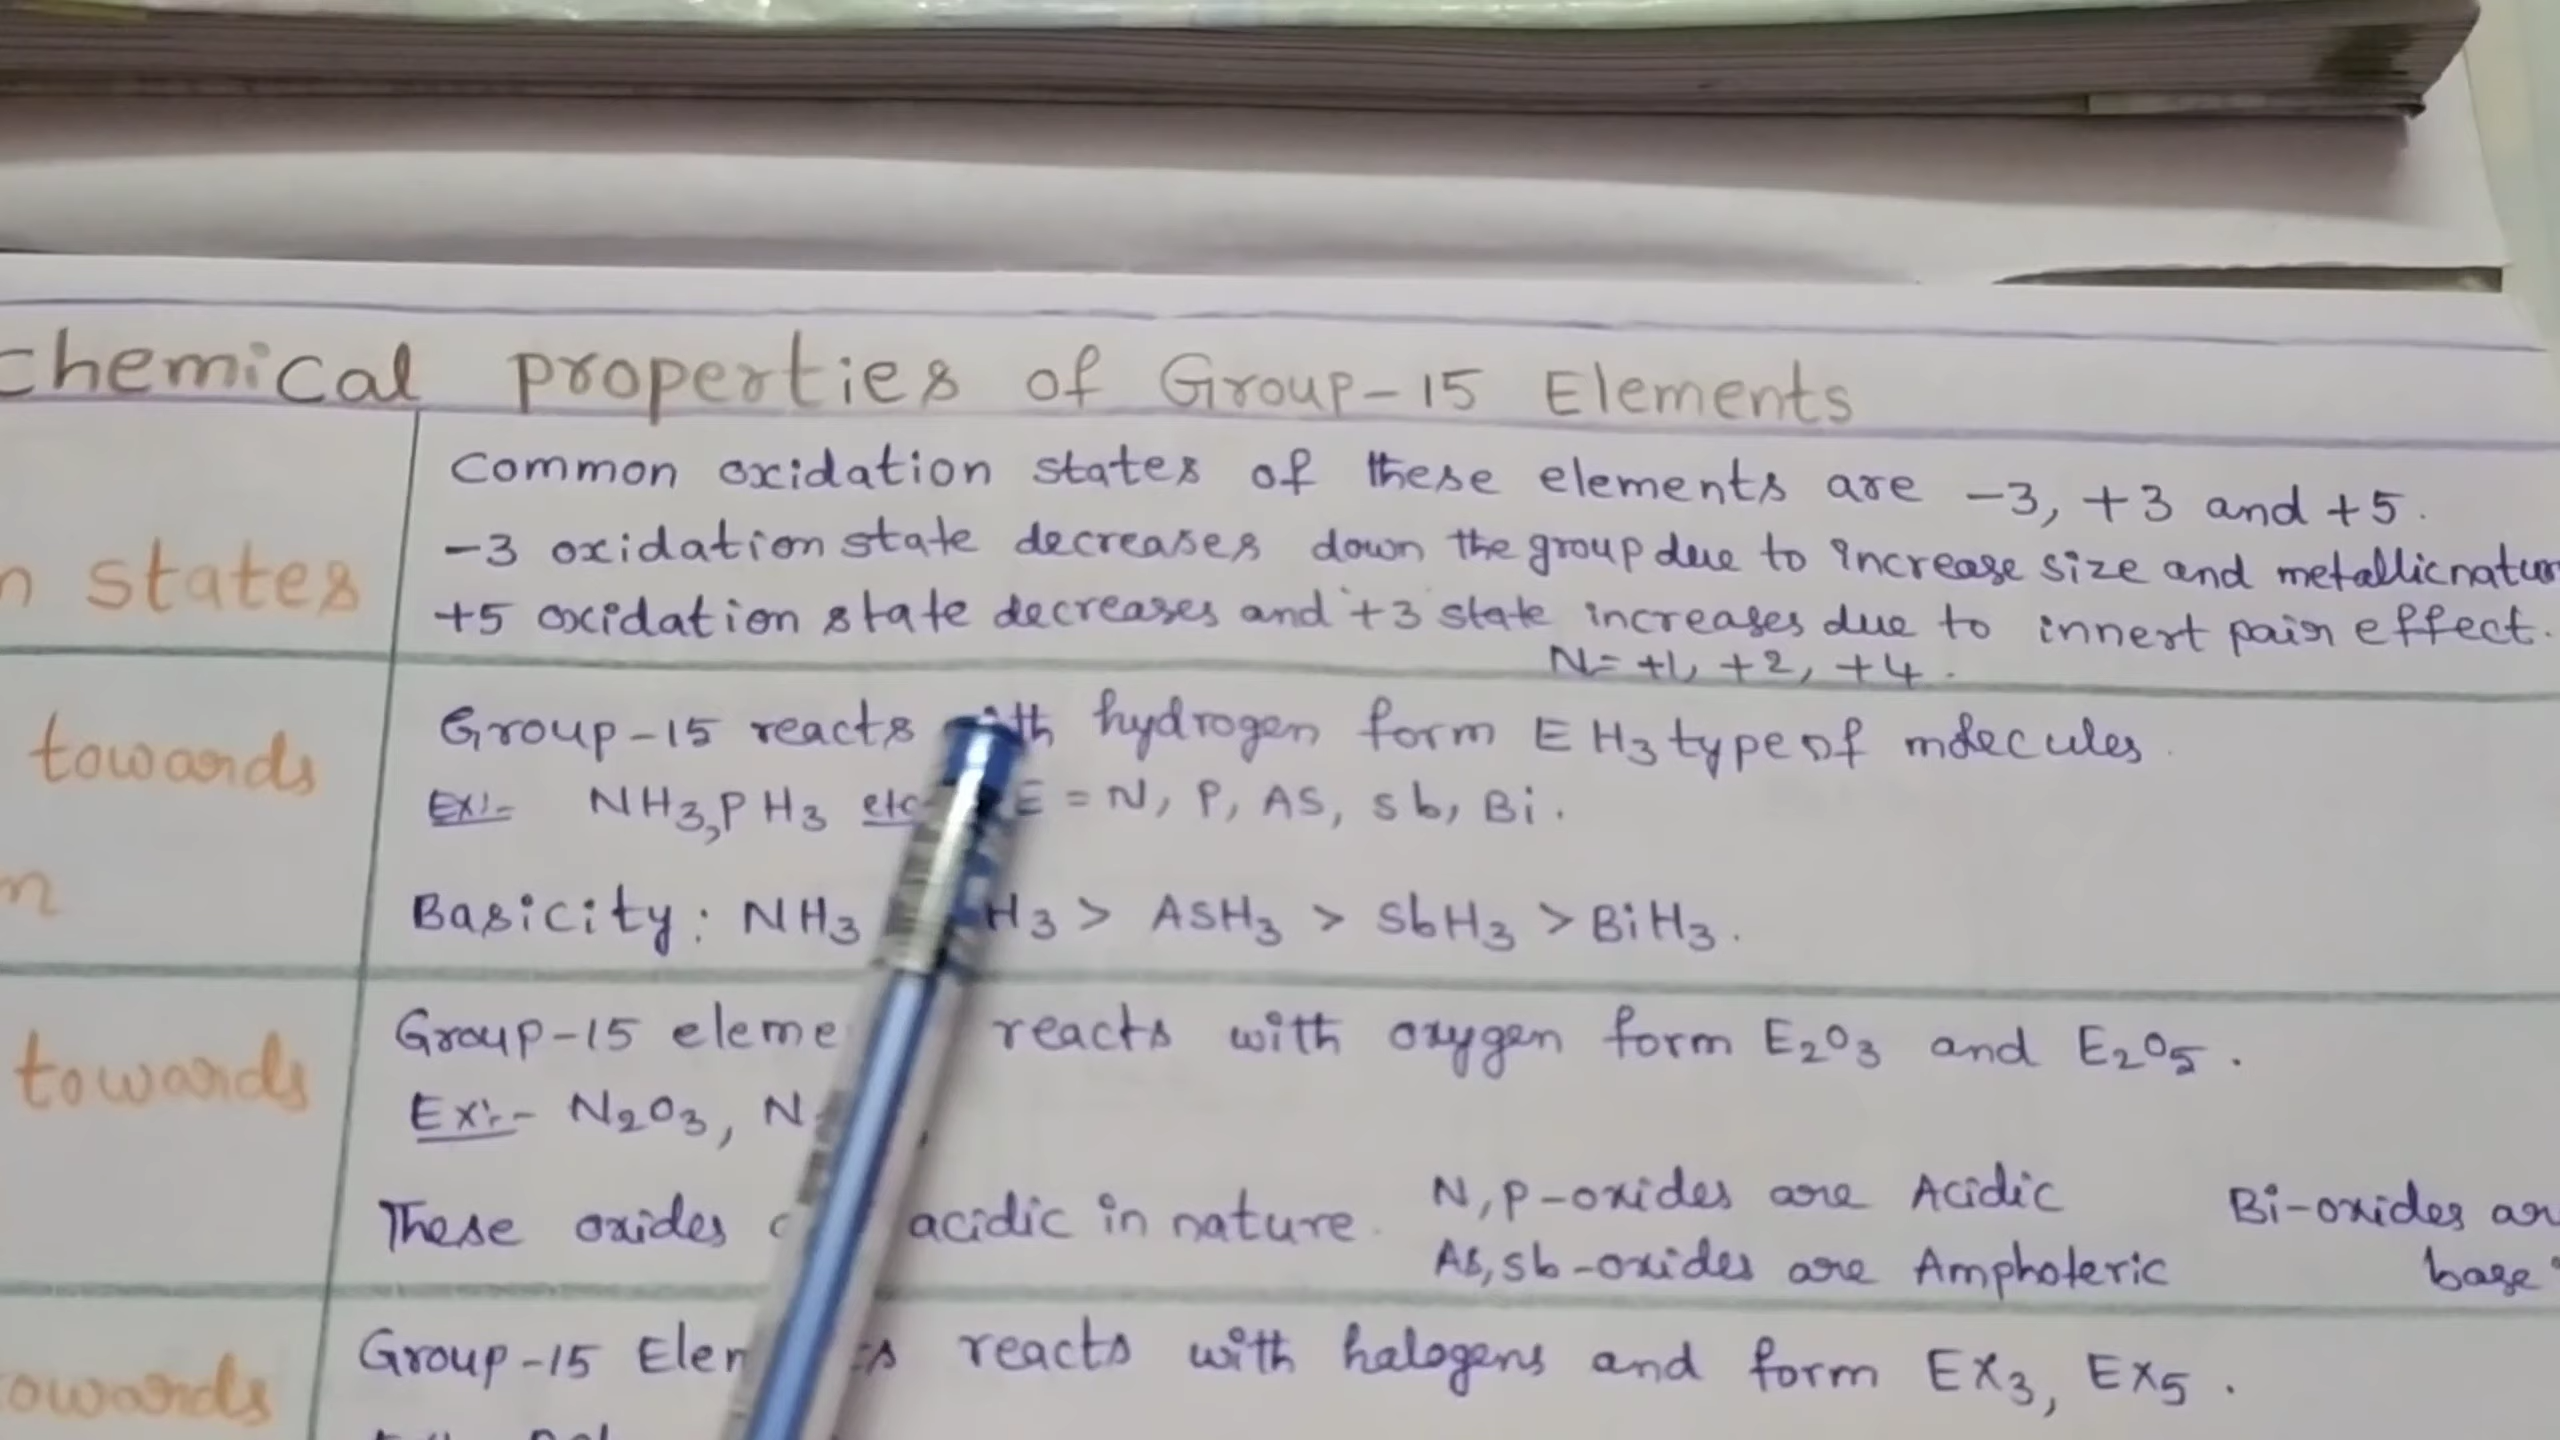 chemical properties of Group-15 Elements
Common oxidation states of these elements are -3, +3 and +5.
-3 oxidation state decreases down the group due to increase size and metallic natur
n states
+5 oxidation state decreases and +3 state increases due to innert pair effect.
N= +1, +2, +4.
Group-15 reacts with hydrogen form EH3 type of molecules.
towards
Ex:- NH3, PH3 etc E = N, P, AS, Sb, Bi.
n
Basicity: NH3 H3 > ASH3 > SbH3 > BiH3.
Group-15 eleme reacts with oxygen form E2O3 and E2O5.
towards
Ex:- N2O3, N
These oxides acidic in nature.
N, P-oxides are Acidic
As, Sb-oxides are Amphoteric
Bi-oxides ar
base
Group-15 Elem ts reacts with halogens and form EX3, EX5.
owards